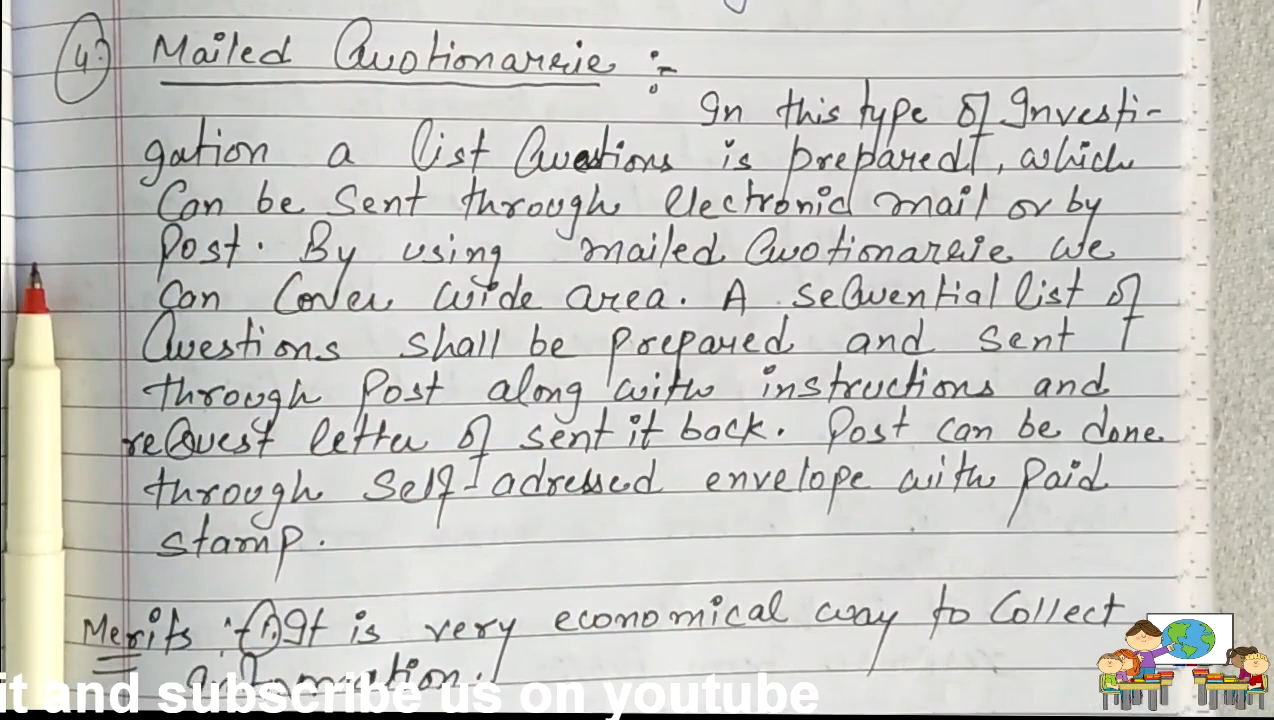 4. Mailed Quotionareie :-
In this type of Investi-
gation a list Questions is prepared, which
Can be Sent through electronic mail or by
Post. By using mailed Quotionareie we
Can Cover wide area. A seQuential list of
Questions shall be prepared and sent
through Post along with instructions and
reQuest letter of sent it back. Post can be done
through Self-adressed envelope with Paid
stamp.
Merits :- (1) It is very economical way to Collect
information.
it and subscribe us on youtube